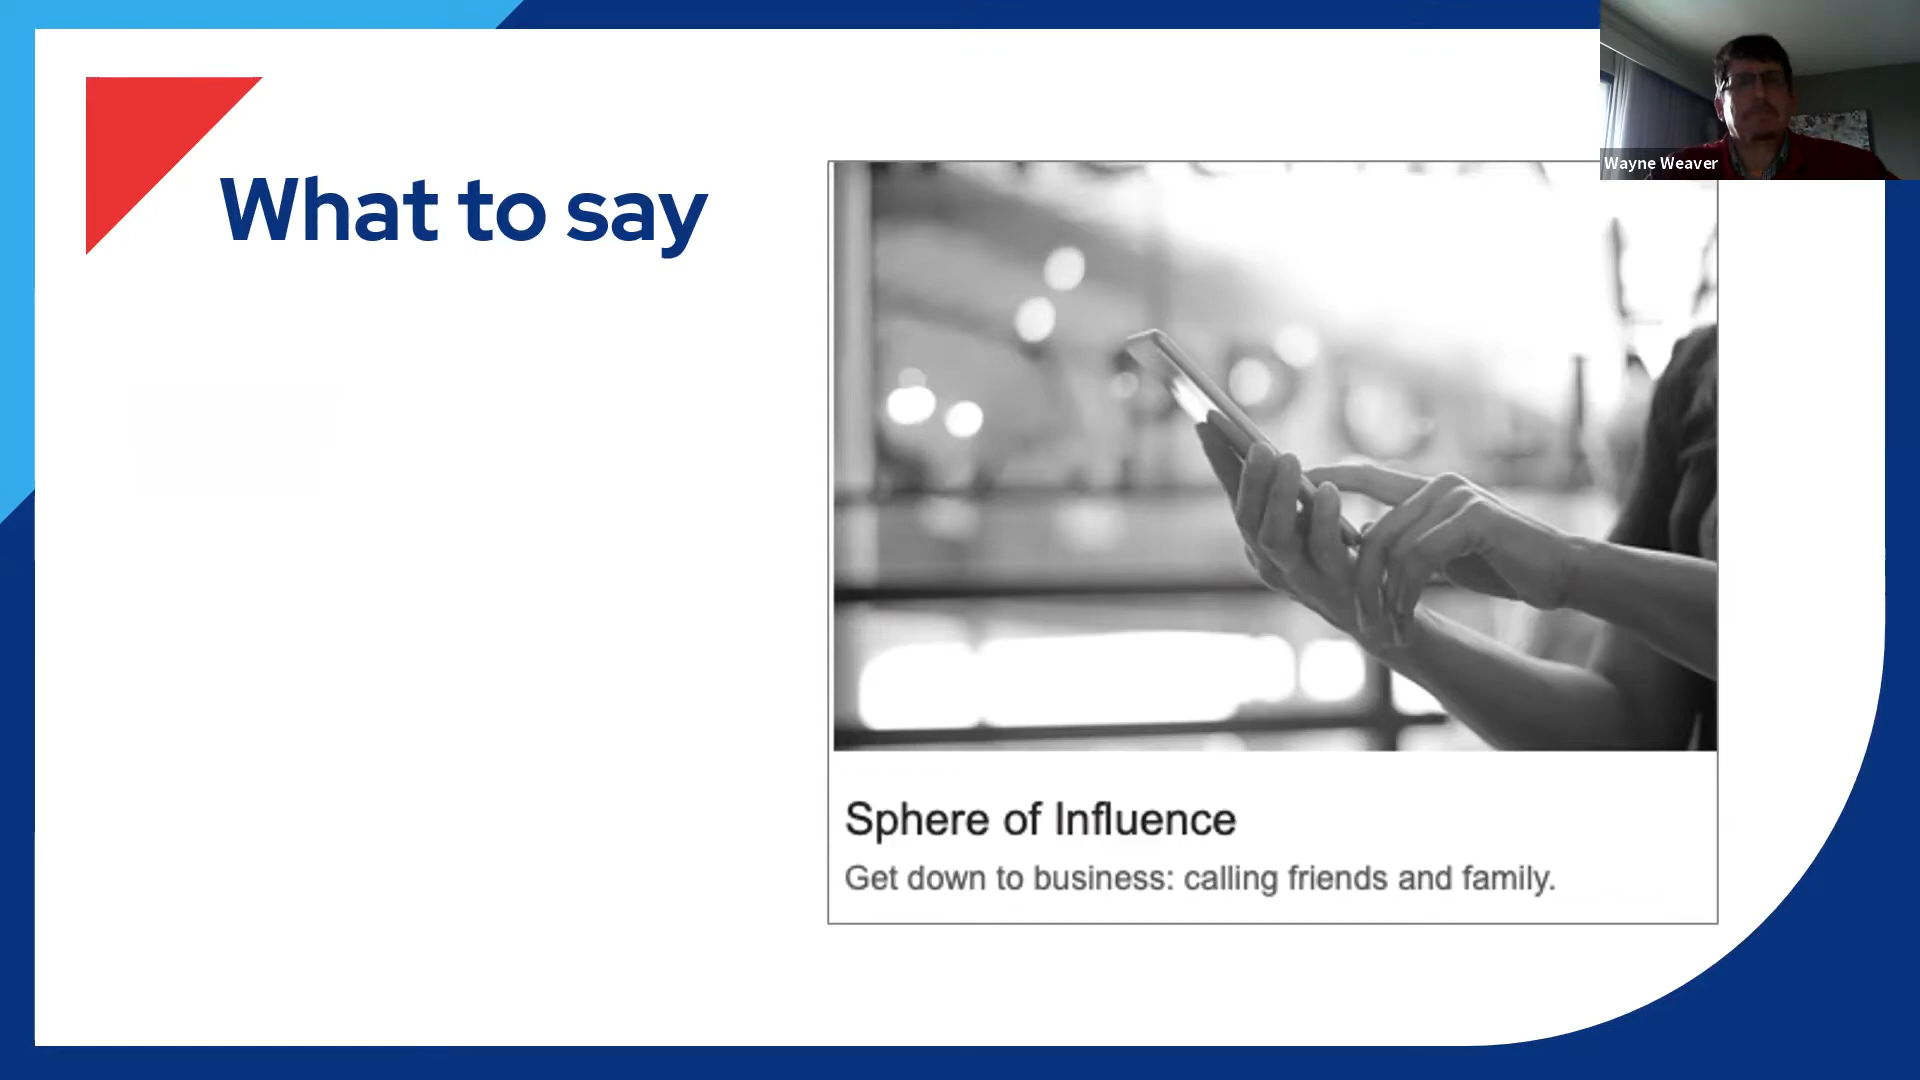 What to say
Wayne Weaver
Sphere of Influence
Get down to business: calling friends and family.